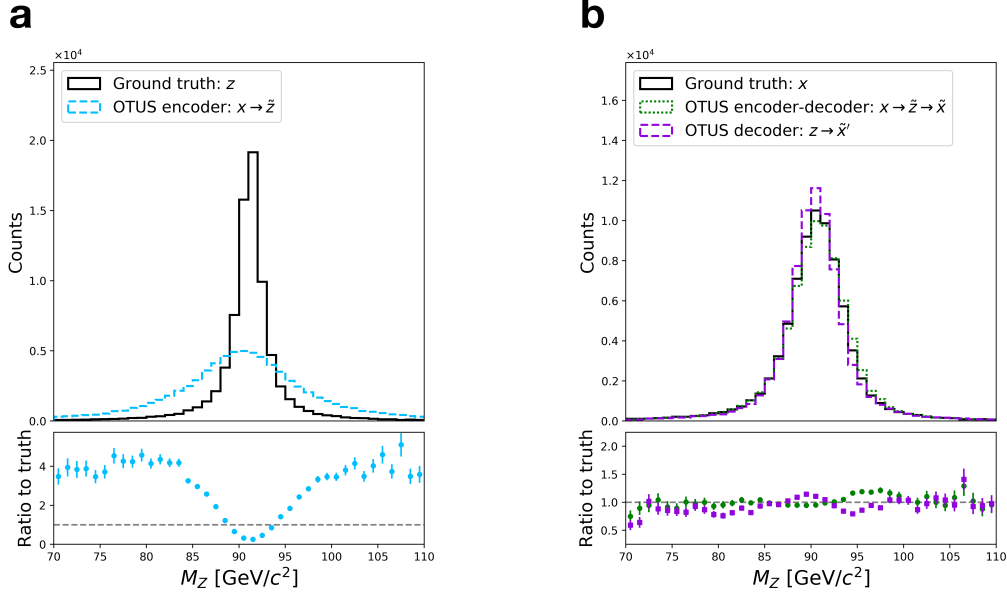 a
×10⁴
2.5
2.0
1.5
1.0
0.5
0.0
Counts
Ground truth: z
OTUS encoder: x → z̃
4
2
0
Ratio to truth
70 75 80 85 90 95 100 105 110
M_Z [GeV/c²]
b
×10⁴
1.6
1.4
1.2
1.0
0.8
0.6
0.4
0.2
0.0
Counts
Ground truth: x
OTUS encoder-decoder: x → z̃ → x̃
OTUS decoder: z → x̃′
2.0
1.5
1.0
0.5
Ratio to truth
70 75 80 85 90 95 100 105 110
M_Z [GeV/c²]